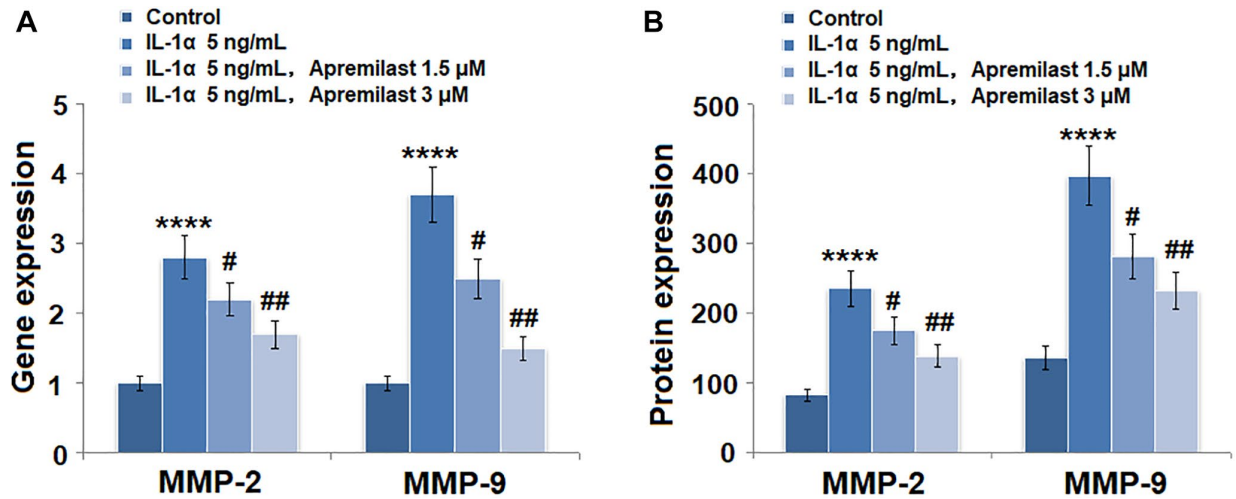 A
Control
IL-1α 5 ng/mL
IL-1α 5 ng/mL, Apremilast 1.5 μM
IL-1α 5 ng/mL, Apremilast 3 μM
Gene expression
5
4
3
2
1
0
****
#
##
****
#
##
MMP-2
MMP-9
B
Control
IL-1α 5 ng/mL
IL-1α 5 ng/mL, Apremilast 1.5 μM
IL-1α 5 ng/mL, Apremilast 3 μM
Protein expression
500
400
300
200
100
0
****
#
##
****
#
##
MMP-2
MMP-9